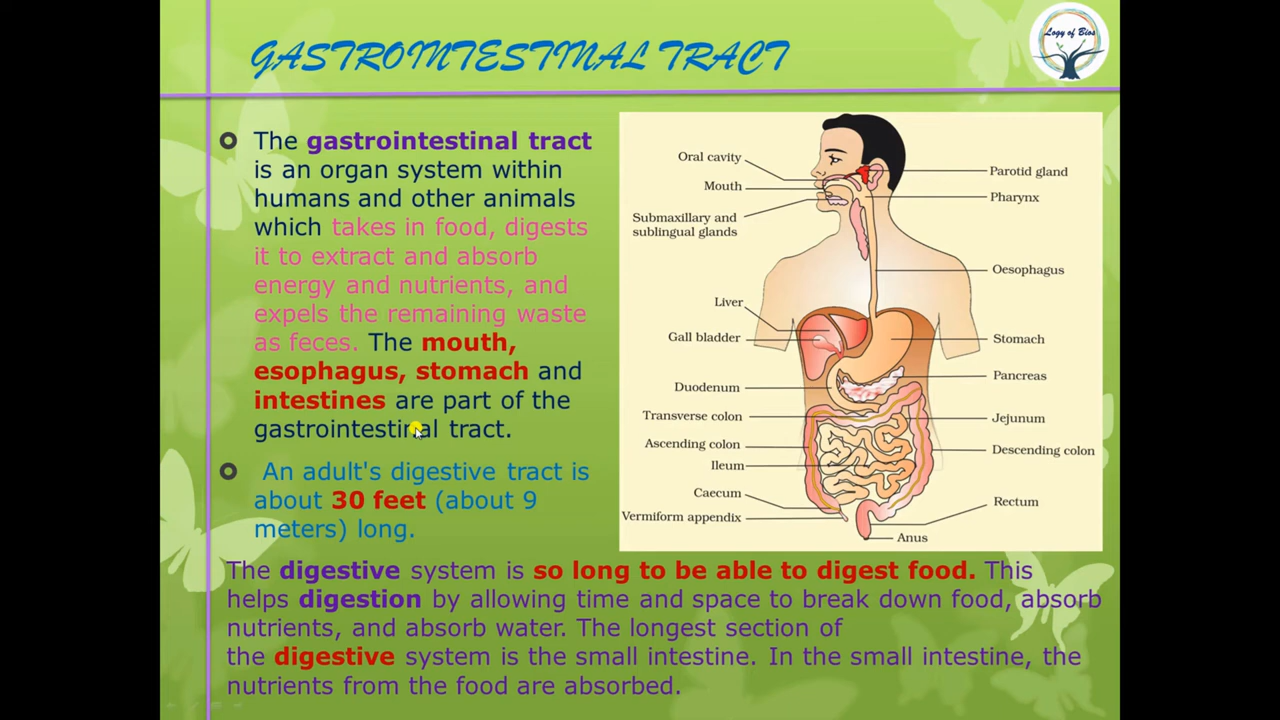 GASTROINTESTINAL TRACT
Logy of Bios
The gastrointestinal tract
is an organ system within
humans and other animals
which takes in food, digests
it to extract and absorb
energy and nutrients, and
expels the remaining waste
as feces. The mouth,
esophagus, stomach and
intestines are part of the
gastrointestinal tract.
An adult's digestive tract is
about 30 feet (about 9
meters) long.
Oral cavity
Mouth
Submaxillary and
sublingual glands
Liver
Gall bladder
Duodenum
Transverse colon
Ascending colon
Ileum
Caecum
Vermiform appendix
Parotid gland
Pharynx
Oesophagus
Stomach
Pancreas
Jejunum
Descending colon
Rectum
Anus
The digestive system is so long to be able to digest food. This
helps digestion by allowing time and space to break down food, absorb
nutrients, and absorb water. The longest section of
the digestive system is the small intestine. In the small intestine, the
nutrients from the food are absorbed.